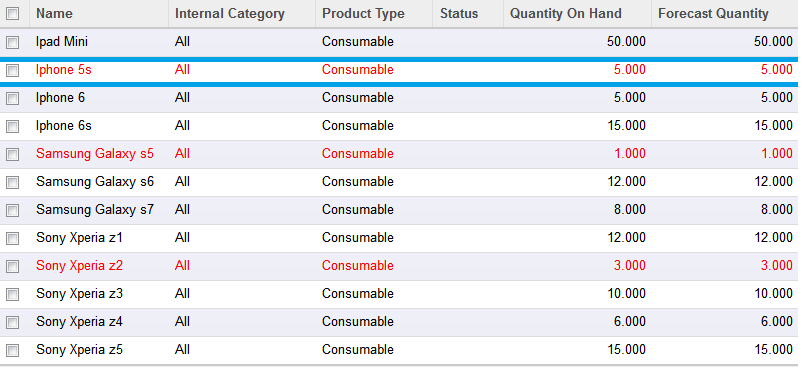 Name Internal Category Product Type Status Quantity On Hand Forecast Quantity
Ipad Mini All Consumable 50.000 50.000
Iphone 5s All Consumable 5.000 5.000
Iphone 6 All Consumable 5.000 5.000
Iphone 6s All Consumable 15.000 15.000
Samsung Galaxy s5 All Consumable 1.000 1.000
Samsung Galaxy s6 All Consumable 12.000 12.000
Samsung Galaxy s7 All Consumable 8.000 8.000
Sony Xperia z1 All Consumable 12.000 12.000
Sony Xperia z2 All Consumable 3.000 3.000
Sony Xperia z3 All Consumable 10.000 10.000
Sony Xperia z4 All Consumable 6.000 6.000
Sony Xperia z5 All Consumable 15.000 15.000